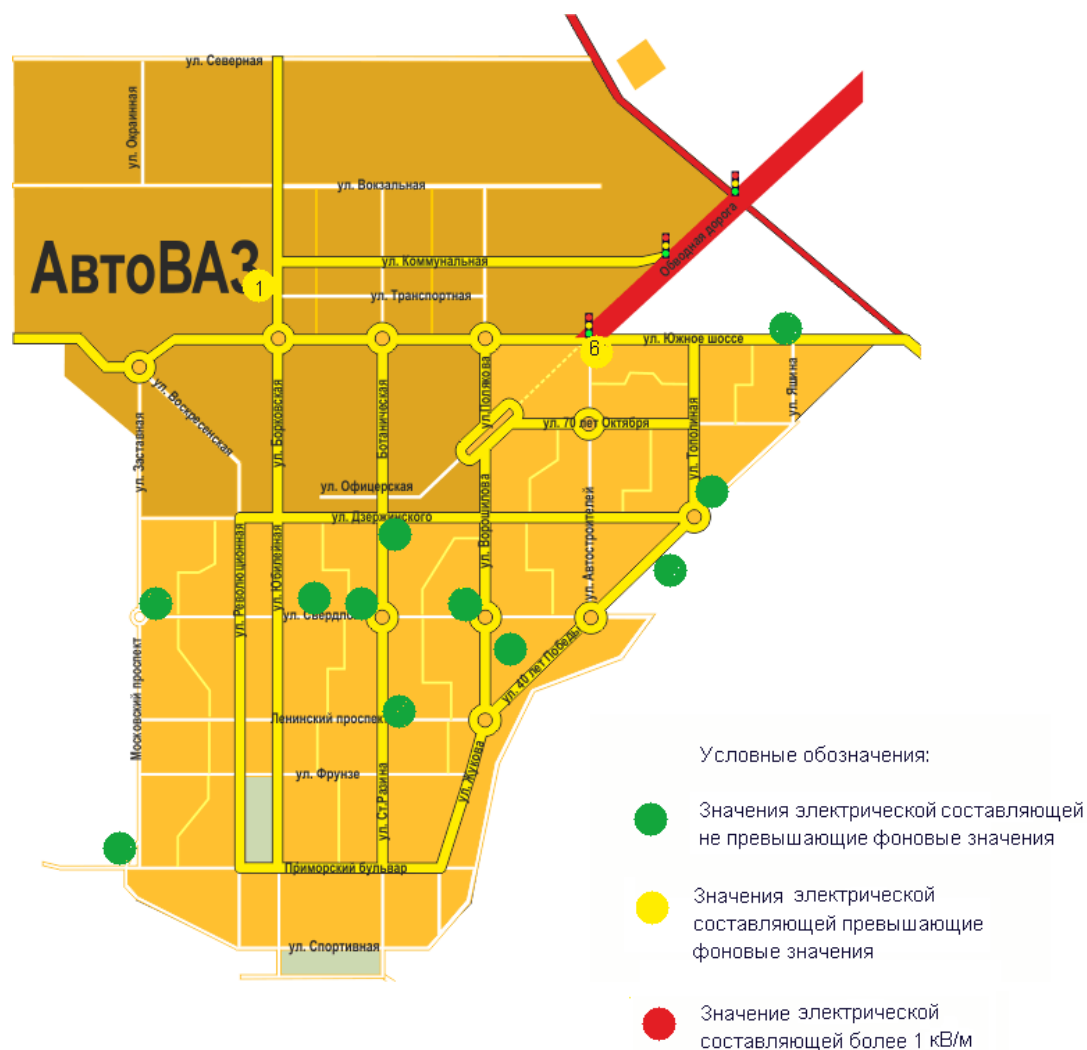 ул. Северная
ул. Окраинная
ул. Вокзальная
Обводная дорога
АвтоВАЗ
ул. Коммунальная
1
ул. Транспортная
ул. Южное шоссе
6
ул. Воскресенская
ул. Заставная
ул. Борковская
Ботаническая
ул.Полякова
ул. Яшина
ул. 70 лет Октября
ул. Тополиная
ул. Офицерская
ул. Дзержинского
ул. Революционная
ул. Юбилейная
ул. Ворошилова
ул. Автостроителей
ул. Свердло
Московский проспект
ул. 40 лет Победы
Ленинский проспект
ул. Фрунзе
ул. Ст.Разина
ул. Жукова
Приморский бульвар
ул. Спортивная
Условные обозначения:
Значения электрической составляющей
не превышающие фоновые значения
Значения электрической
составляющей превышающие
фоновые значения
Значение электрической
составляющей более 1 кВ/м